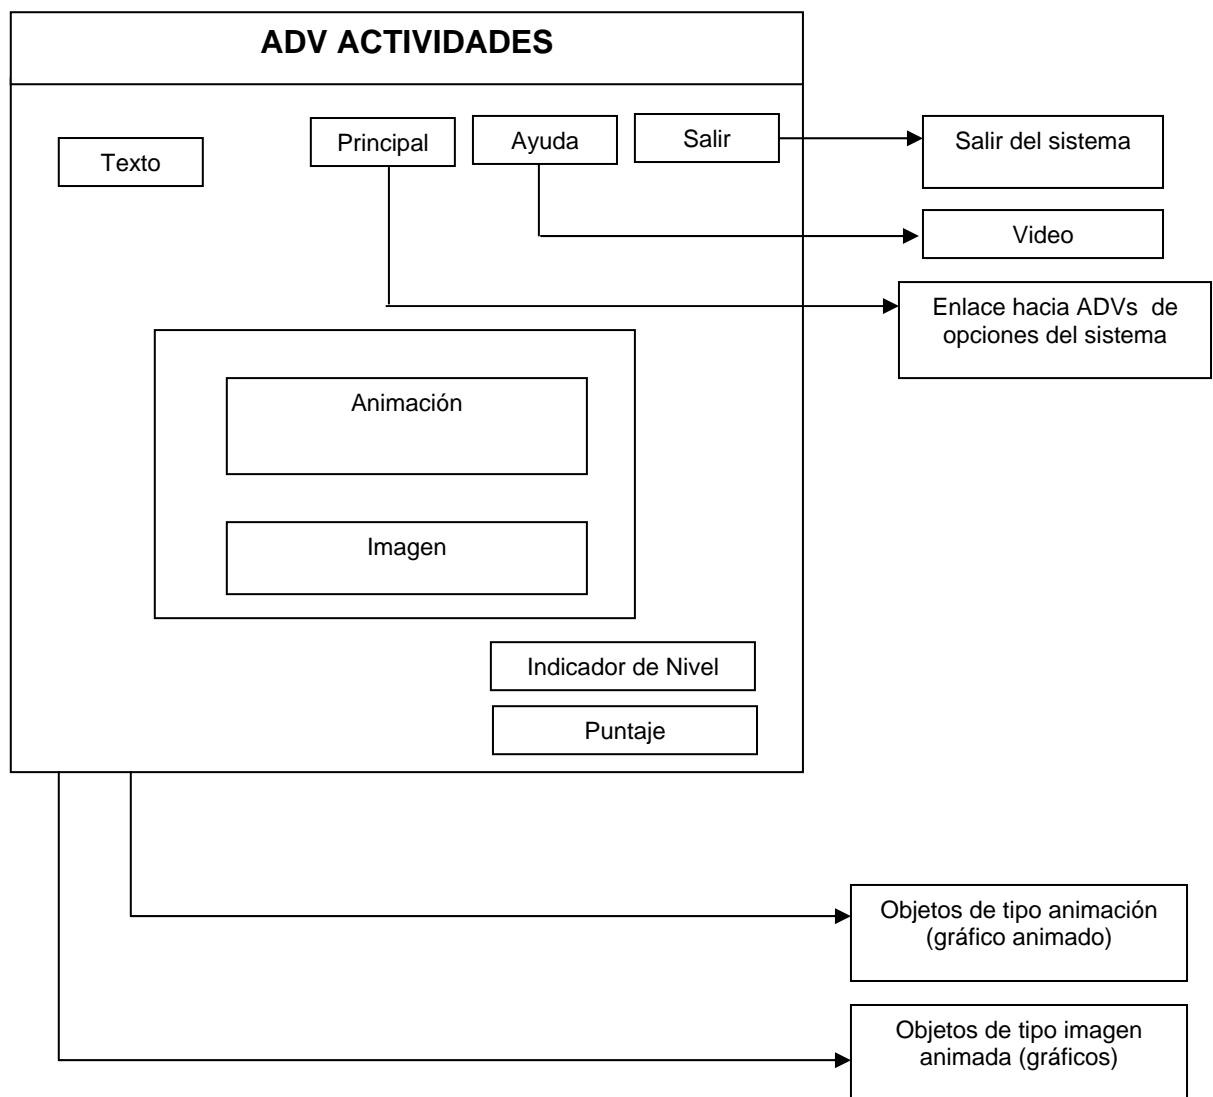 ADV ACTIVIDADES
Texto
Principal
Ayuda
Salir
Salir del sistema
Video
Enlace hacia ADVs de
opciones del sistema
Animación
Imagen
Indicador de Nivel
Puntaje
Objetos de tipo animación
(gráfico animado)
Objetos de tipo imagen
animada (gráficos)